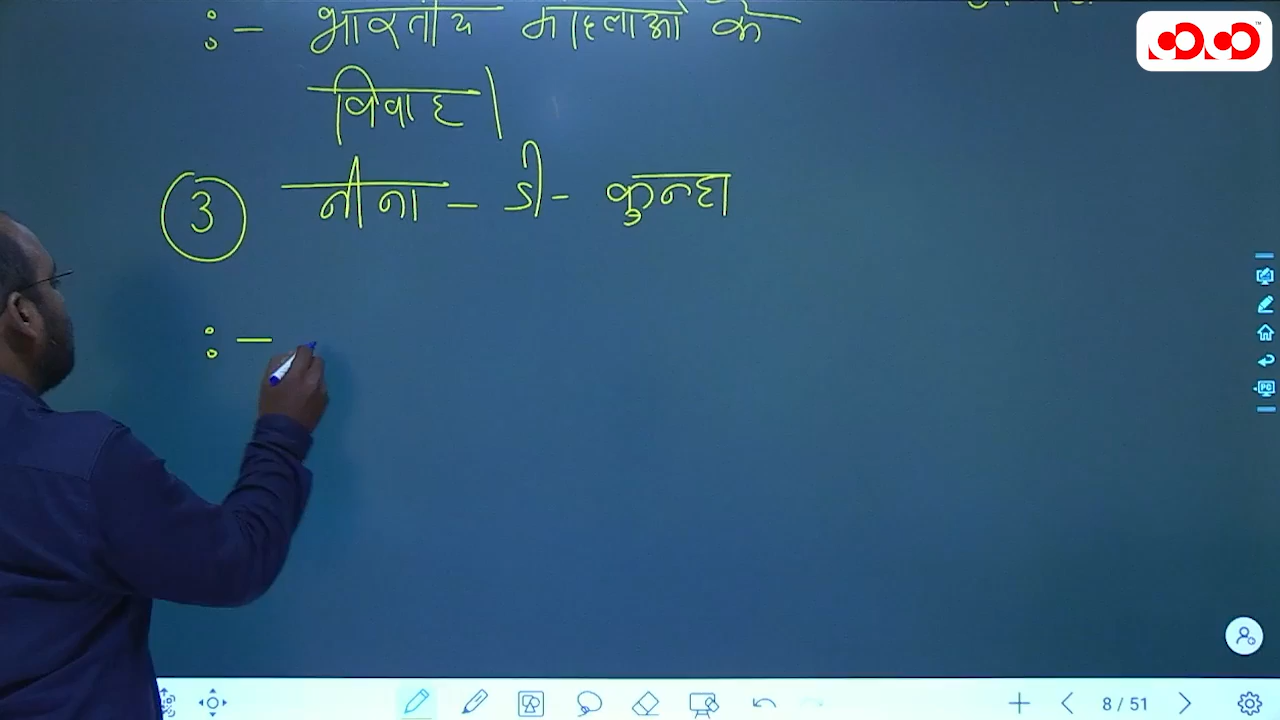 :- भारतीय महिलाओं के
विवाह।
3 नीना - डी - कुन्हा
:-
8 / 51